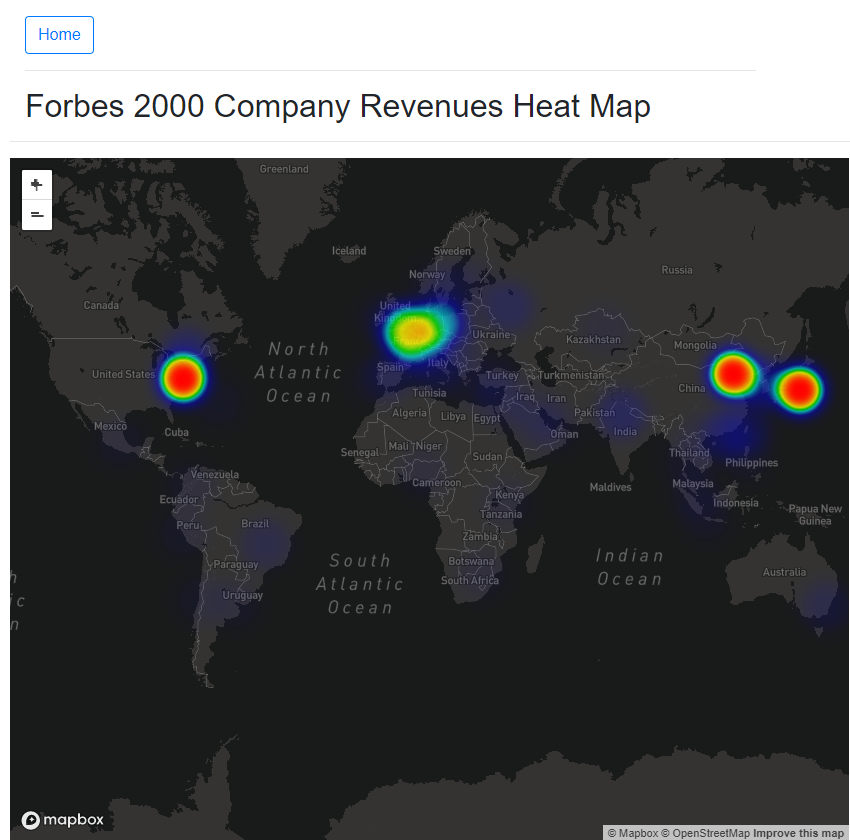 Home
Forbes 2000 Company Revenues Heat Map
Greenland
Iceland
Sweden
Norway
Russia
Canada
United
Kingdom
Ukraine
Kazakhstan
Mongolia
North
Atlantic
Ocean
Spain
Italy
United States
Turkey
Turkmenistan
China
Tunisia
Iraq
Iran
Algeria
Libya
Egypt
Pakistan
Mexico
Cuba
India
Oman
Senegal
Mali
Niger
Sudan
Thailand
Philippines
Venezuela
Cameroon
Maldives
Malaysia
Ecuador
Kenya
Indonesia
Tanzania
Papua New
Guinea
Peru
Brazil
Zambia
South
Atlantic
Ocean
Indian
Ocean
Paraguay
Botswana
Australia
South Africa
Uruguay
h
ic
n
mapbox
© Mapbox © OpenStreetMap Improve this map